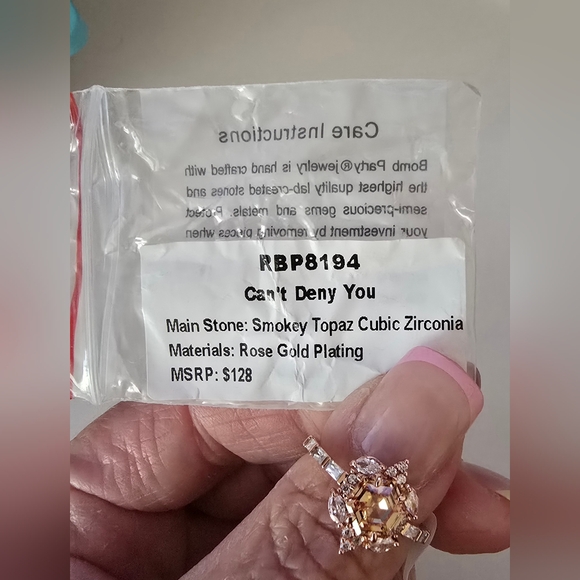 Care Instructions
Bomb Party® jewelry is hand crafted with
the highest quality lab-created stones and
semi-precious gems and metals. Protect
your investment by removing pieces when
RBP8194
Can't Deny You
Main Stone: Smokey Topaz Cubic Zirconia
Materials: Rose Gold Plating
MSRP: $128